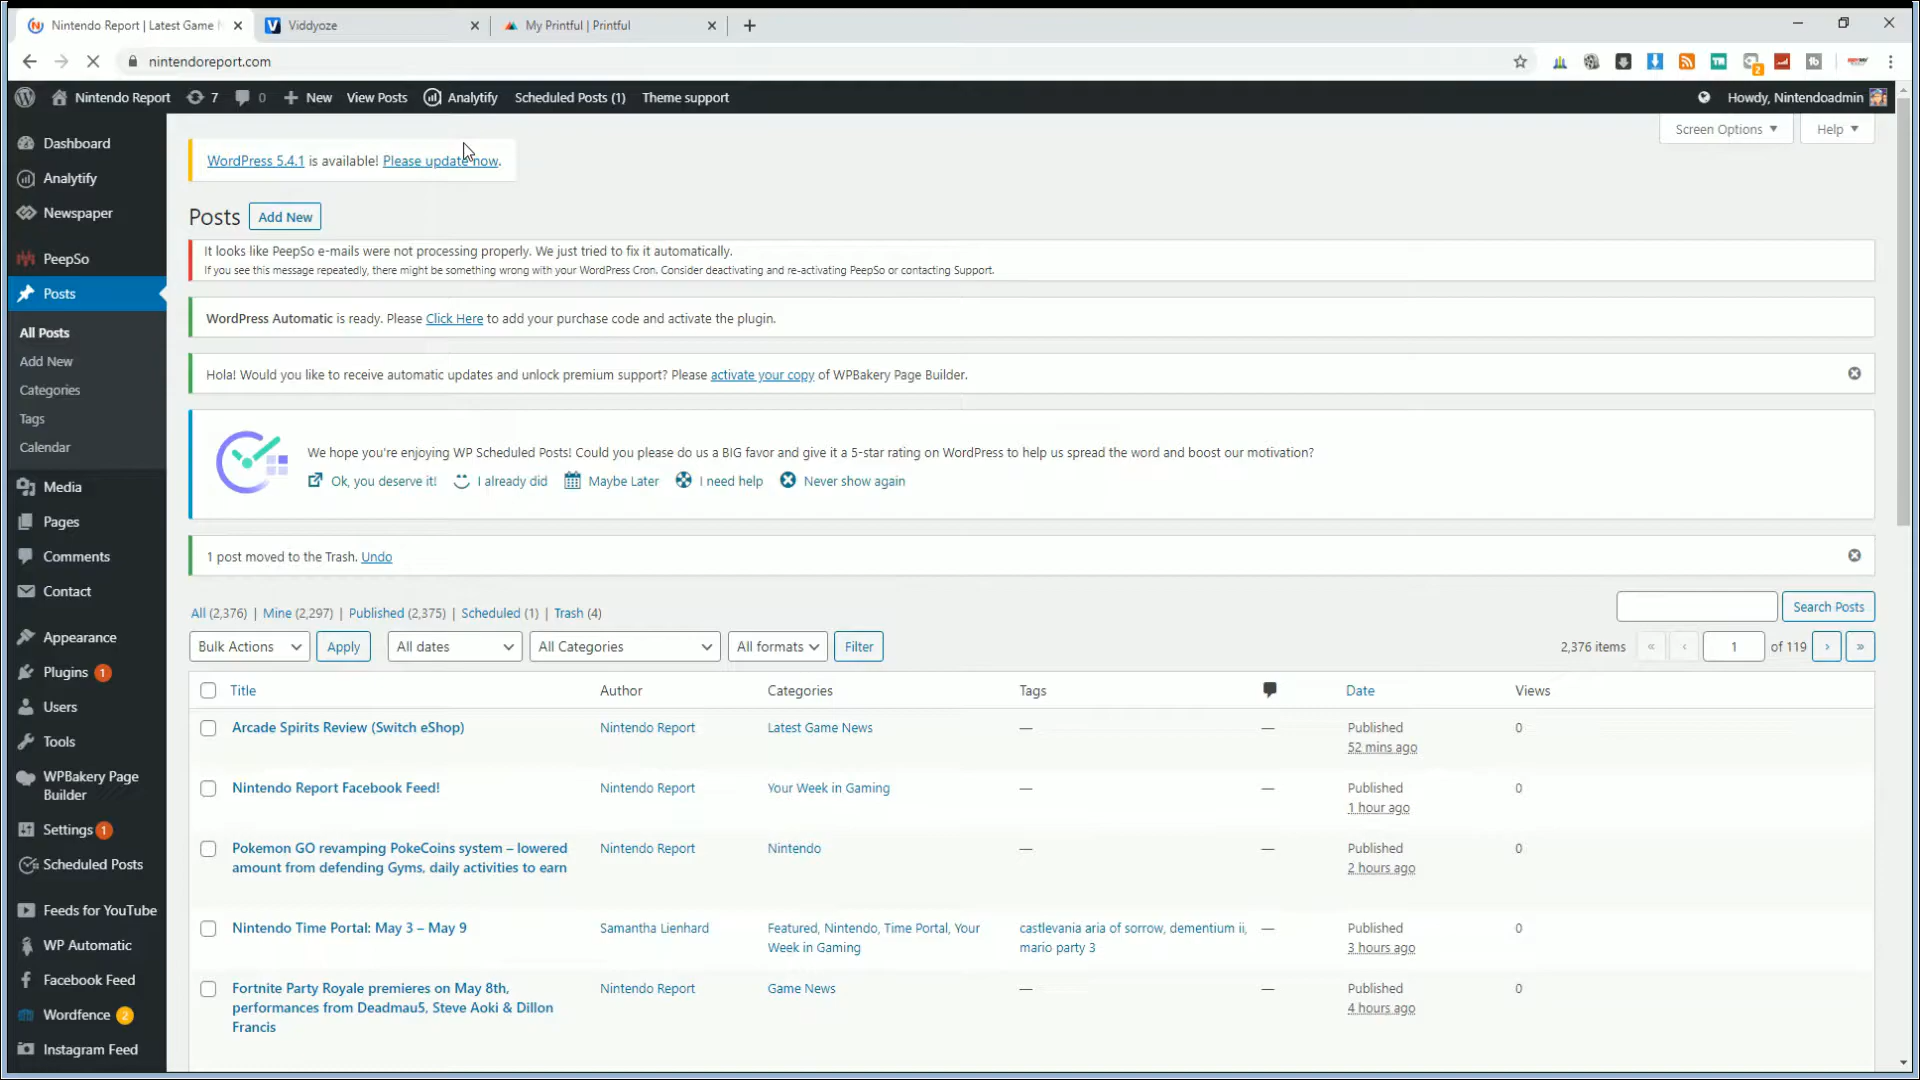 Nintendo Report | Latest Game N
Viddyoze
My Printful | Printful
nintendoreport.com
Nintendo Report
7
0
New
View Posts
Analytify
Scheduled Posts (1)
Theme support
Howdy, Nintendoadmin
Dashboard
Analytify
Newspaper
PeepSo
Posts
All Posts
Add New
Categories
Tags
Calendar
Media
Pages
Comments
Contact
Appearance
Plugins 1
Users
Tools
WPBakery Page
Builder
Settings 1
Scheduled Posts
Feeds for YouTube
WP Automatic
Facebook Feed
Wordfence 2
Instagram Feed
Screen Options
Help
WordPress 5.4.1 is available! Please update now.
Posts
Add New
It looks like PeepSo e-mails were not processing properly. We just tried to fix it automatically.
If you see this message repeatedly, there might be something wrong with your WordPress Cron. Consider deactivating and re-activating PeepSo or contacting Support.
WordPress Automatic is ready. Please Click Here to add your purchase code and activate the plugin.
Hola! Would you like to receive automatic updates and unlock premium support? Please activate your copy of WPBakery Page Builder.
We hope you're enjoying WP Scheduled Posts! Could you please do us a BIG favor and give it a 5-star rating on WordPress to help us spread the word and boost our motivation?
Ok, you deserve it! I already did Maybe Later I need help Never show again
1 post moved to the Trash. Undo
All (2,376) | Mine (2,297) | Published (2,375) | Scheduled (1) | Trash (4)
Search Posts
Bulk Actions Apply All dates All Categories All formats Filter
2,376 items « ‹ 1 of 119 › »
Title Author Categories Tags Date Views
Arcade Spirits Review (Switch eShop) Nintendo Report Latest Game News — — Published 0
52 mins ago
Nintendo Report Facebook Feed! Nintendo Report Your Week in Gaming — — Published 0
1 hour ago
Pokemon GO revamping PokeCoins system – lowered Nintendo Report Nintendo — — Published 0
amount from defending Gyms, daily activities to earn 2 hours ago
Nintendo Time Portal: May 3 – May 9 Samantha Lienhard Featured, Nintendo, Time Portal, Your castlevania aria of sorrow, dementium ii, — Published 0
Week in Gaming mario party 3 3 hours ago
Fortnite Party Royale premieres on May 8th, Nintendo Report Game News — — Published 0
performances from Deadmau5, Steve Aoki & Dillon 4 hours ago
Francis